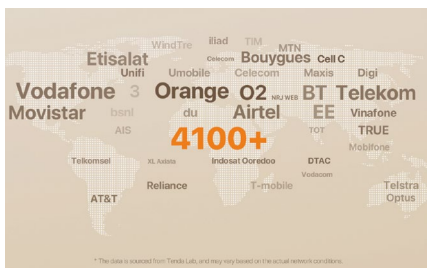 WindTre iliad TIM MTN
Etisalat Celecom Bouygues Cell C
Unifi Umobile Celecom Maxis Digi
Vodafone 3 Orange O2 NRJ WEB BT Telekom
Movistar bsnl du Airtel EE Vinafone
AIS 4100+ TOT TRUE
Mobifone
Telkomsel XL Axiata Indosat Ooredoo DTAC
Vodacom
Reliance T-mobile Telstra
AT&T Optus
* The data is sourced from Tenda Lab, and may vary based on the actual network conditions.